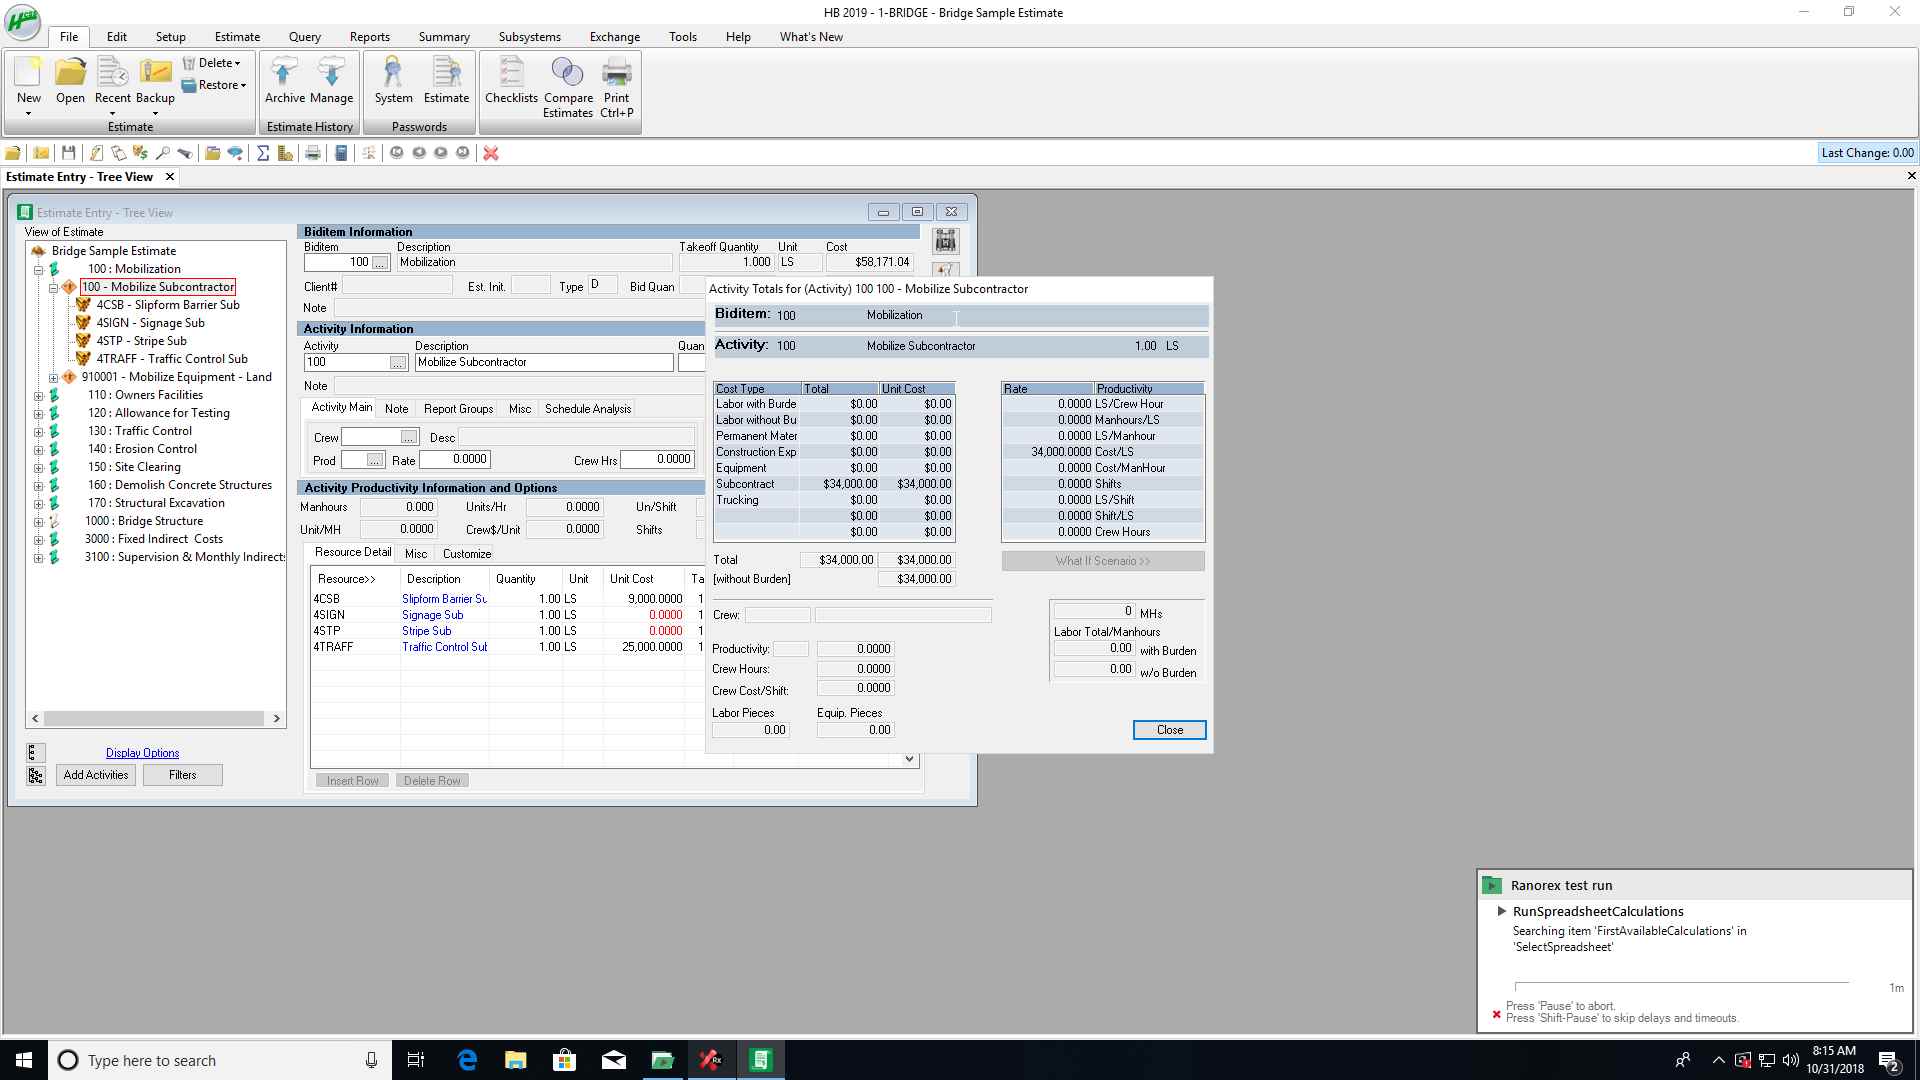 HB 2019 - 1-BRIDGE - Bridge Sample Estimate
File Edit Setup Estimate Query Reports Summary Subsystems Exchange Tools Help What's New
New Open Recent Backup Delete Restore
Archive Manage System Estimate Checklists Compare Estimates Print Ctrl+P
Estimate Estimate History Passwords
Last Change: 0.00
Estimate Entry - Tree View
Estimate Entry - Tree View
View of Estimate
Bridge Sample Estimate
100 : Mobilization
100 - Mobilize Subcontractor
4CSB - Slipform Barrier Sub
4SIGN - Signage Sub
4STP - Stripe Sub
4TRAFF - Traffic Control Sub
910001 - Mobilize Equipment - Land
110 : Owners Facilities
120 : Allowance for Testing
130 : Traffic Control
140 : Erosion Control
150 : Site Clearing
160 : Demolish Concrete Structures
170 : Structural Excavation
1000 : Bridge Structure
3000 : Fixed Indirect Costs
3100 : Supervision & Monthly Indirects
Display Options
Add Activities Filters
Biditem Information
Biditem Description Takeoff Quantity Unit Cost
100 ... Mobilization 1.000 LS $58,171.04
Client# Est. Init. Type D Bid Quan
Note
Activity Information
Activity Description Quan
100 ... Mobilize Subcontractor
Note
Activity Main Note Report Groups Misc Schedule Analysis
Crew ... Desc
Prod ... Rate 0.0000 Crew Hrs 0.0000
Activity Productivity Information and Options
Manhours 0.000 Units/Hr 0.0000 Un/Shift
Unit/MH 0.0000 Crew$/Unit 0.0000 Shifts
Resource Detail Misc Customize
Resource>> Description Quantity Unit Unit Cost Ta
4CSB Slipform Barrier Su 1.00 LS 9,000.0000 1
4SIGN Signage Sub 1.00 LS 0.0000 1
4STP Stripe Sub 1.00 LS 0.0000 1
4TRAFF Traffic Control Sub 1.00 LS 25,000.0000 1
Insert Row Delete Row
Activity Totals for (Activity) 100 100 - Mobilize Subcontractor
Biditem: 100 Mobilization
Activity: 100 Mobilize Subcontractor 1.00 LS
Cost Type Total Unit Cost
Labor with Burde $0.00 $0.00
Labor without Bu $0.00 $0.00
Permanent Mater $0.00 $0.00
Construction Exp $0.00 $0.00
Equipment $0.00 $0.00
Subcontract $34,000.00 $34,000.00
Trucking $0.00 $0.00
$0.00 $0.00
$0.00 $0.00
Total $34,000.00 $34,000.00
[without Burden] $34,000.00
Rate Productivity
0.0000 LS/Crew Hour
0.0000 Manhours/LS
0.0000 LS/Manhour
34,000.0000 Cost/LS
0.0000 Cost/ManHour
0.0000 Shifts
0.0000 LS/Shift
0.0000 Shift/LS
0.0000 Crew Hours
What If Scenario >>
Crew:
Productivity: 0.0000
Crew Hours: 0.0000
Crew Cost/Shift: 0.0000
Labor Pieces Equip. Pieces
0.00 0.00
0 MHs
Labor Total/Manhours
0.00 with Burden
0.00 w/o Burden
Close
Ranorex test run
RunSpreadsheetCalculations
Searching item 'FirstAvailableCalculations' in
'SelectSpreadsheet'
1m
Press 'Pause' to abort.
Press 'Shift-Pause' to skip delays and timeouts.
Type here to search
8:15 AM
10/31/2018
2